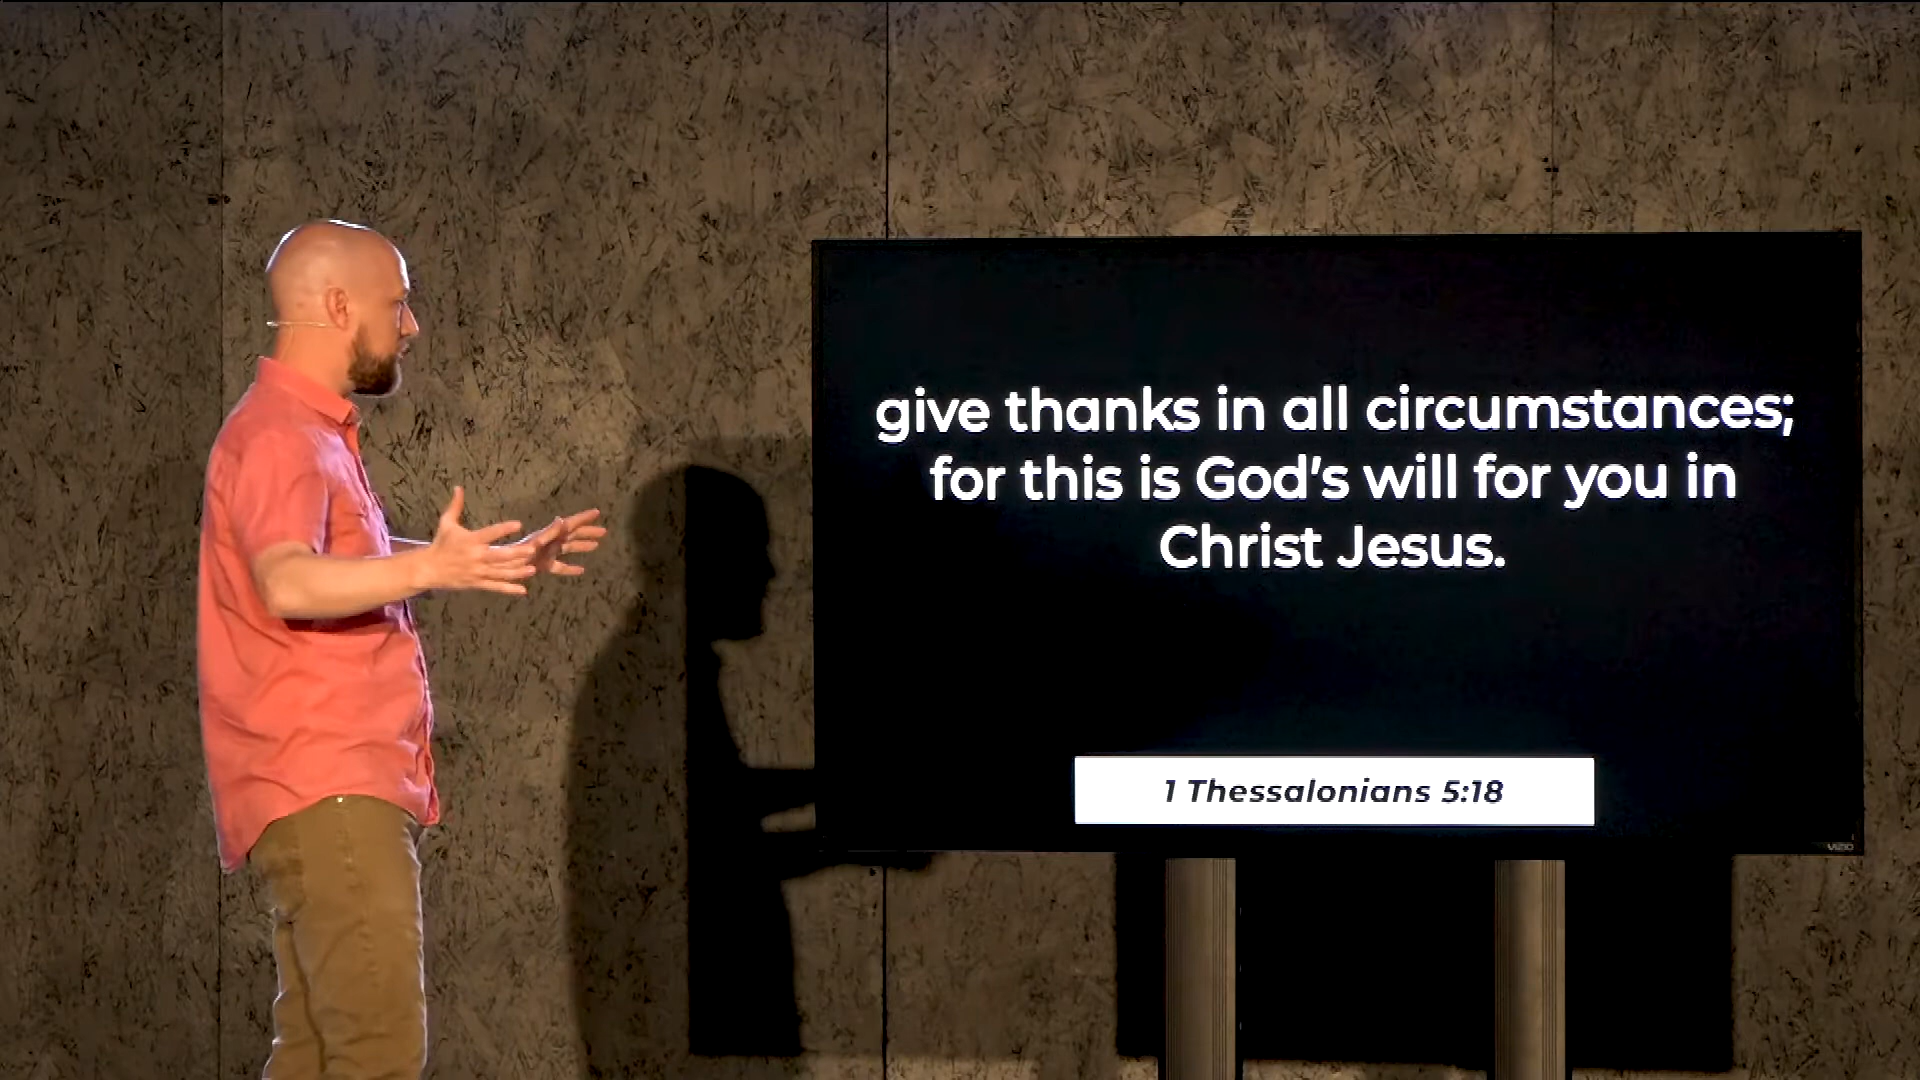 give thanks in all circumstances;
for this is God's will for you in
Christ Jesus.
1 Thessalonians 5:18
VIZIO